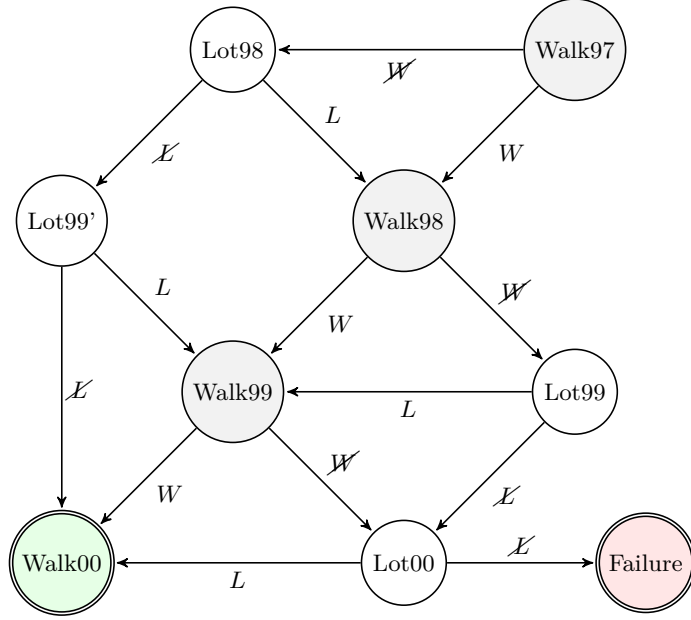 Lot98
Walk97
W̸
L
L̸
W
Lot99'
Walk98
L
W̸
W
Walk99
Lot99
L̸
L
W̸
W
L̸
Walk00
Lot00
Failure
L̸
L